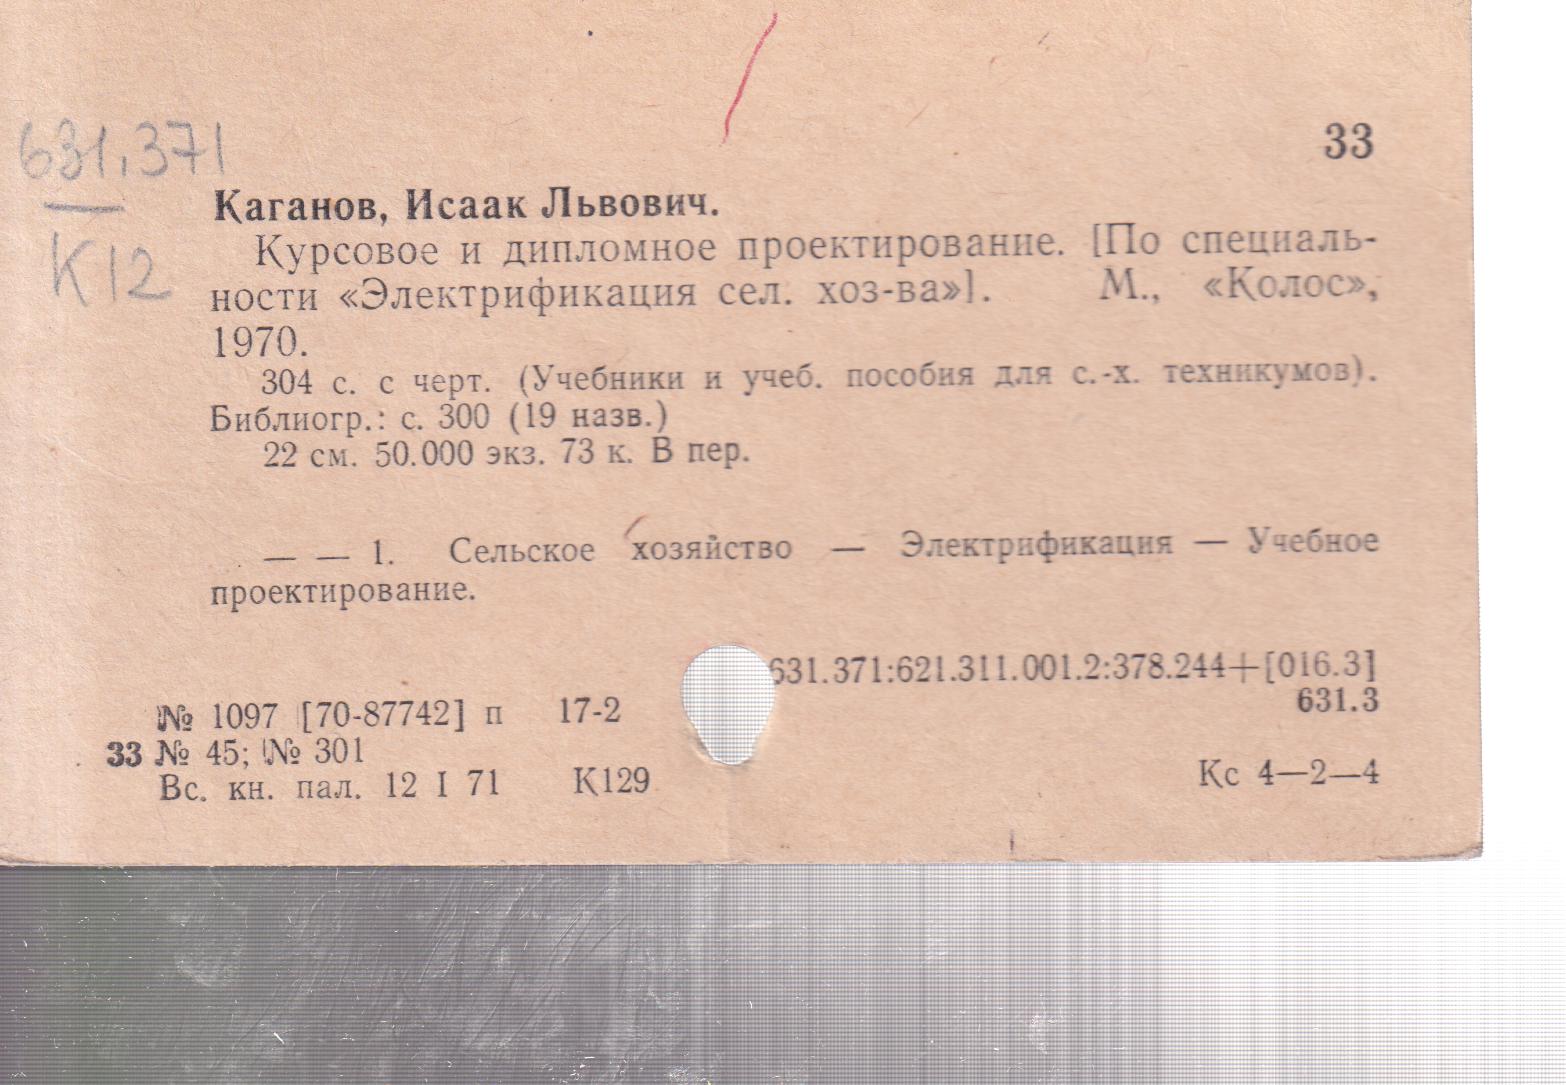 631.371
К12
33
Каганов, Исаак Львович.
Курсовое и дипломное проектирование. [По специаль-
ности «Электрификация сел. хоз-ва»]. М., «Колос»,
1970.
304 с. с черт. (Учебники и учеб. пособия для с.-х. техникумов).
Библиогр.: с. 300 (19 назв.)
22 см. 50.000 экз. 73 к. В пер.
— — 1. Сельское хозяйство — Электрификация — Учебное
проектирование.
631.371:621.311.001.2:378.244+[016.3]
631.3
№ 1097 [70-87742] п 17-2
33 № 45; № 301
Вс. кн. пал. 12 I 71 К129
Кс 4—2—4